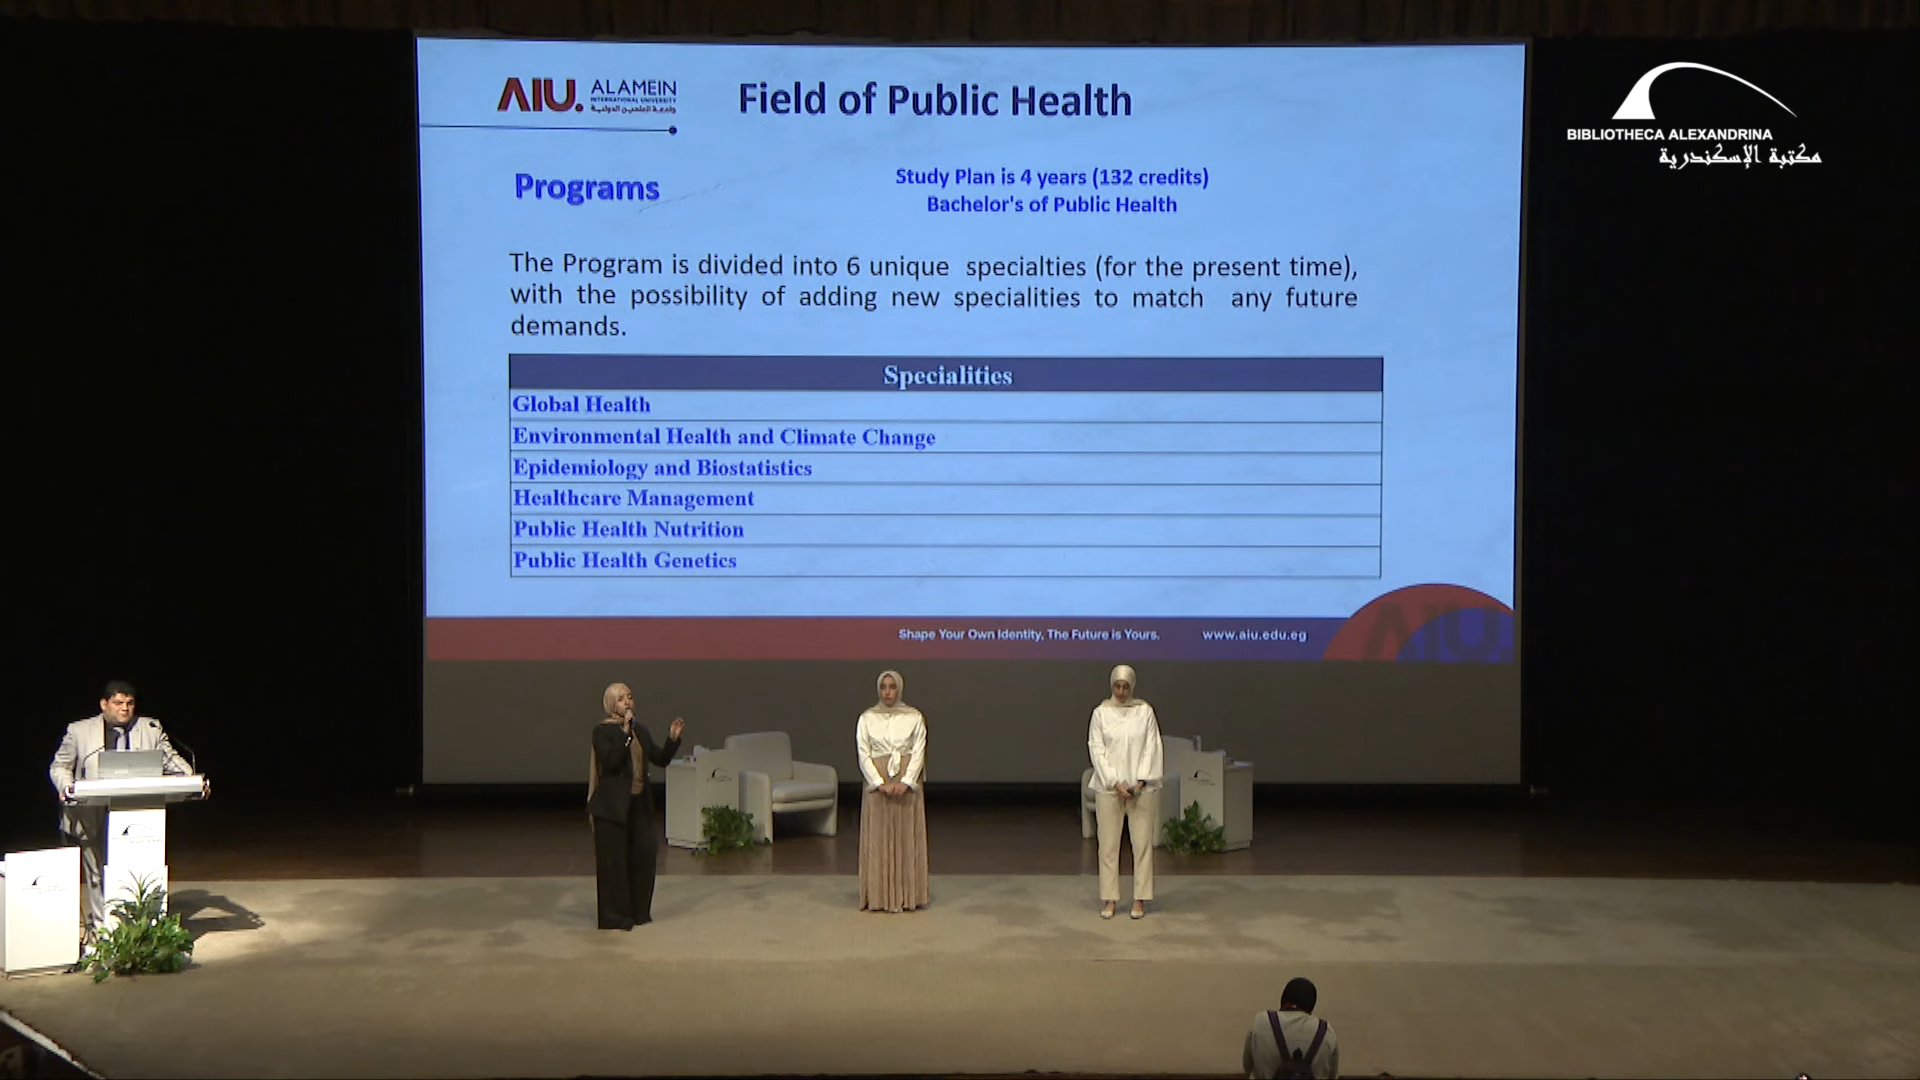 AIU. ALAMEIN
INTERNATIONAL UNIVERSITY
جامعة العلمين الدولية
Field of Public Health
BIBLIOTHECA ALEXANDRINA
مكتبة الإسكندرية
Programs
Study Plan is 4 years (132 credits)
Bachelor's of Public Health
The Program is divided into 6 unique specialties (for the present time),
with the possibility of adding new specialities to match any future
demands.
Specialities
Global Health
Environmental Health and Climate Change
Epidemiology and Biostatistics
Healthcare Management
Public Health Nutrition
Public Health Genetics
Shape Your Own Identity, The Future is Yours.
www.aiu.edu.eg
AIU.